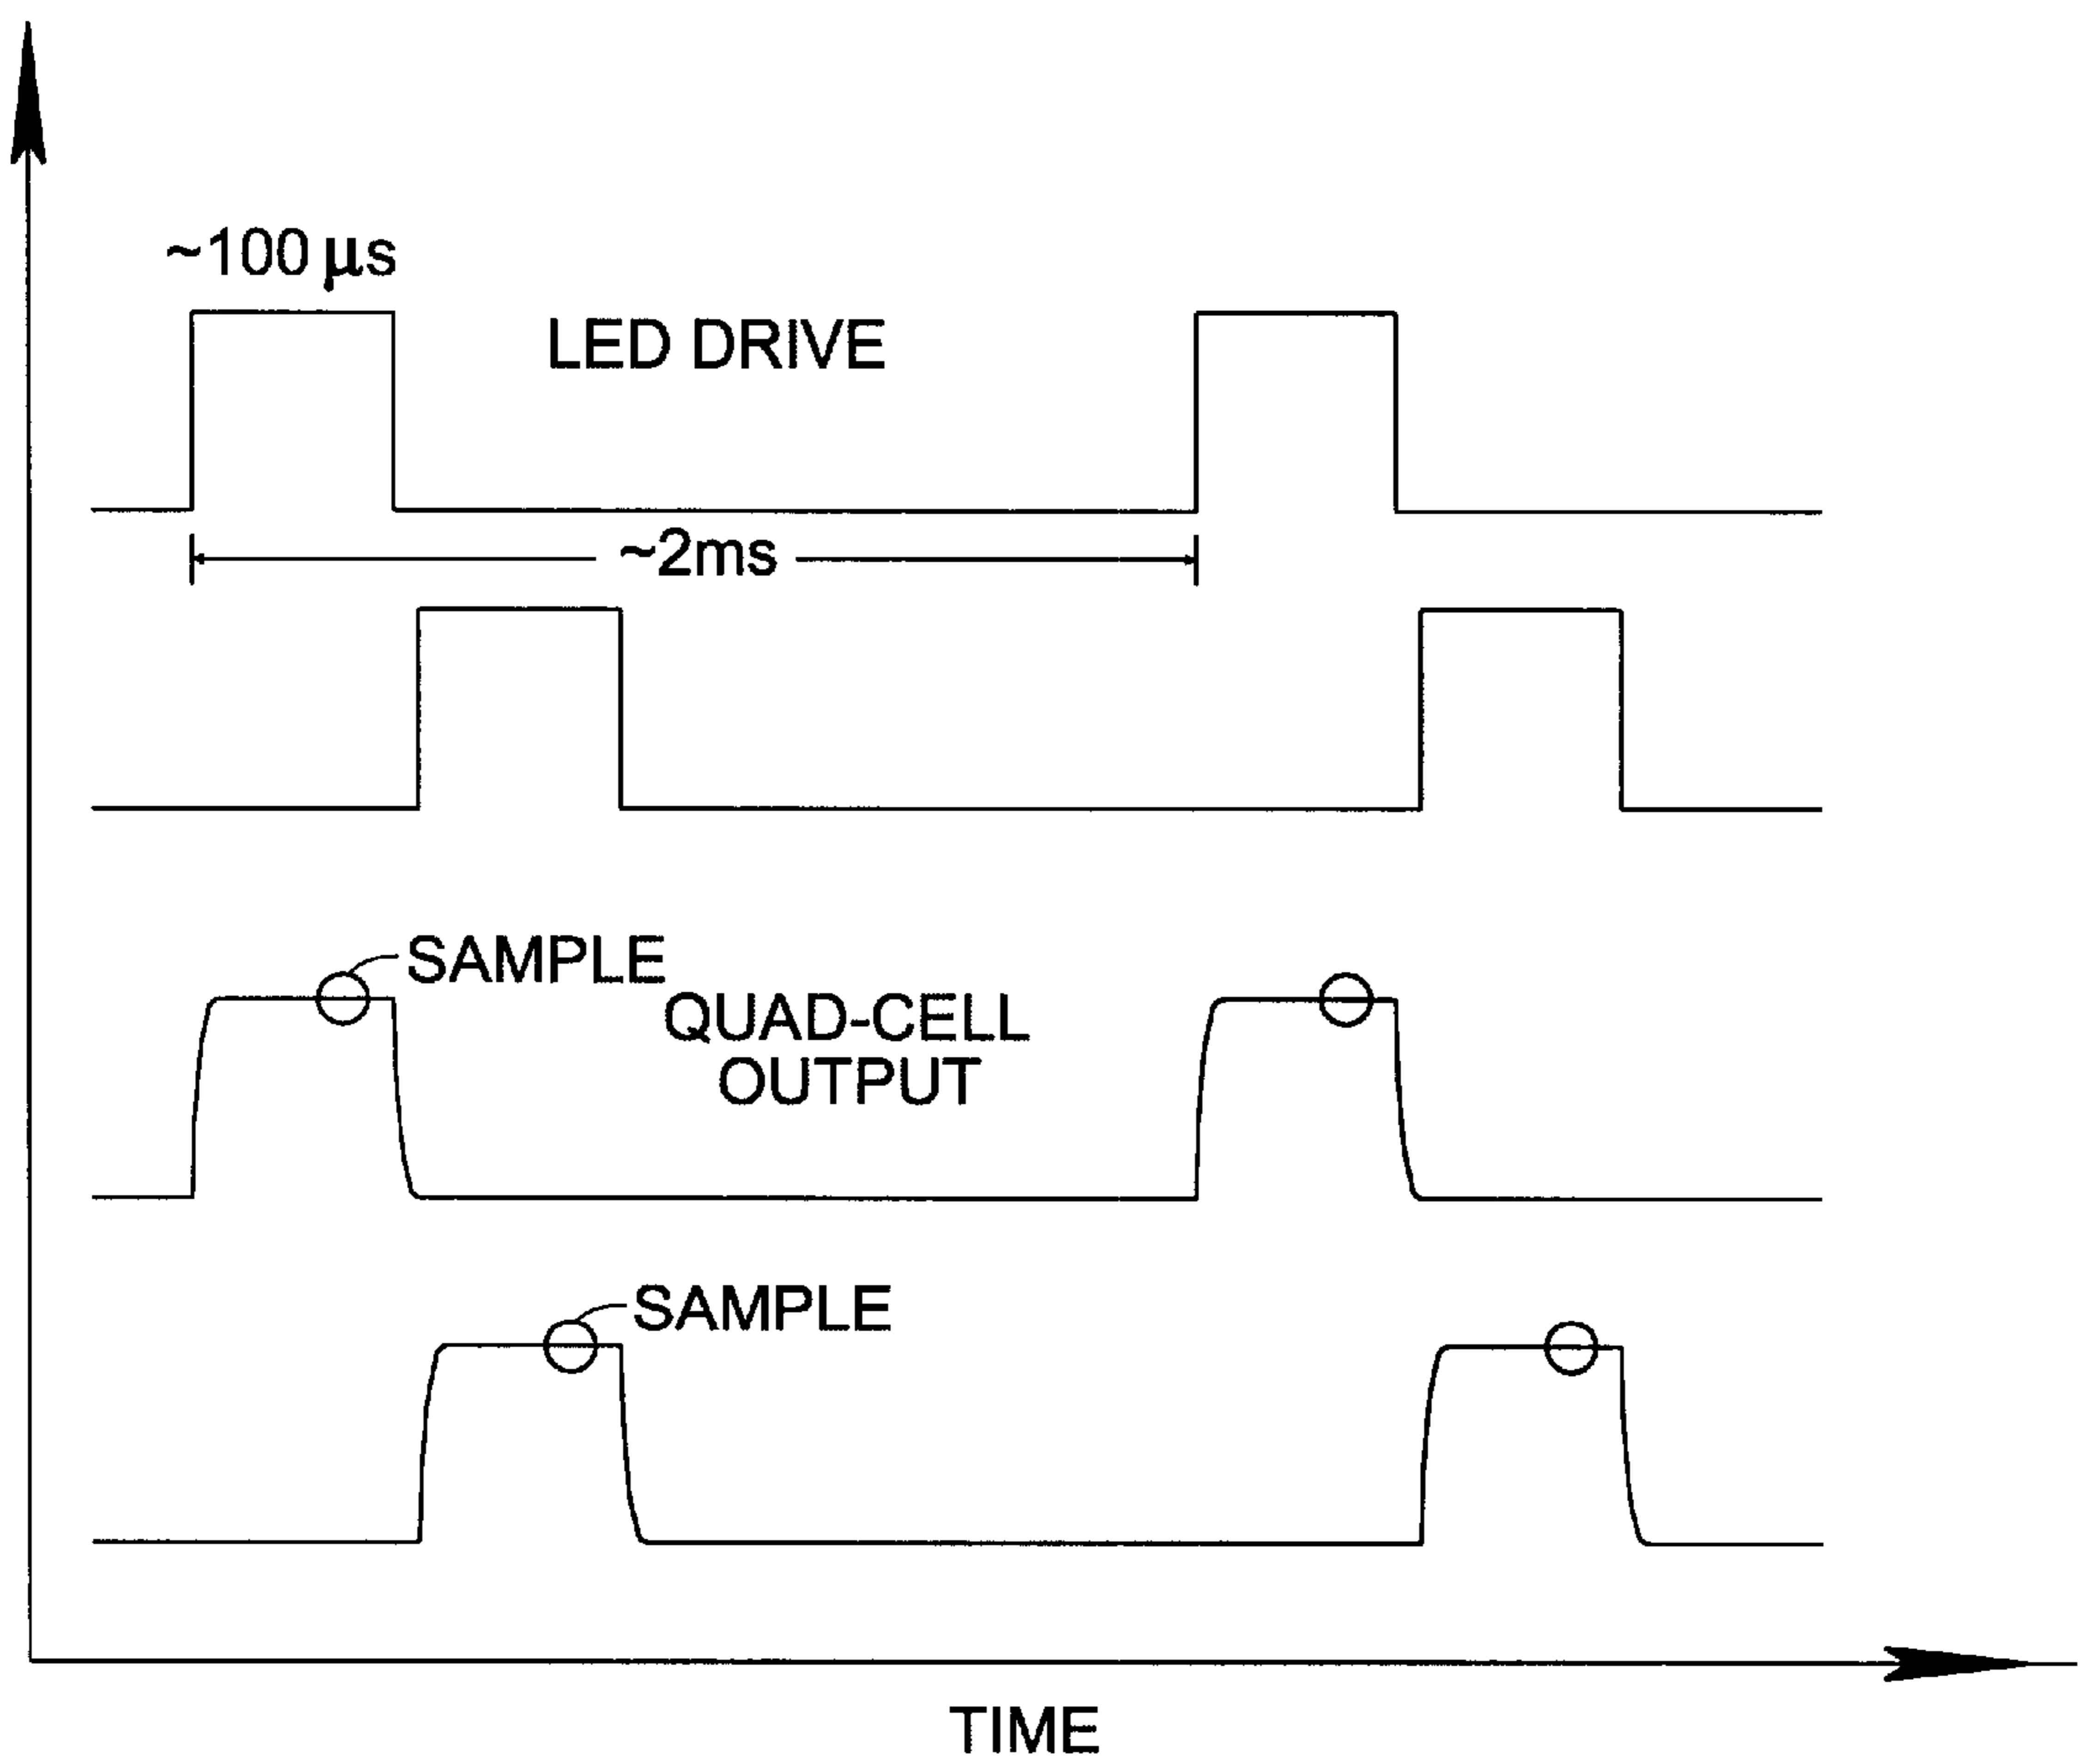 ~100 μs
LED DRIVE
~2ms
SAMPLE
QUAD-CELL
OUTPUT
SAMPLE
TIME